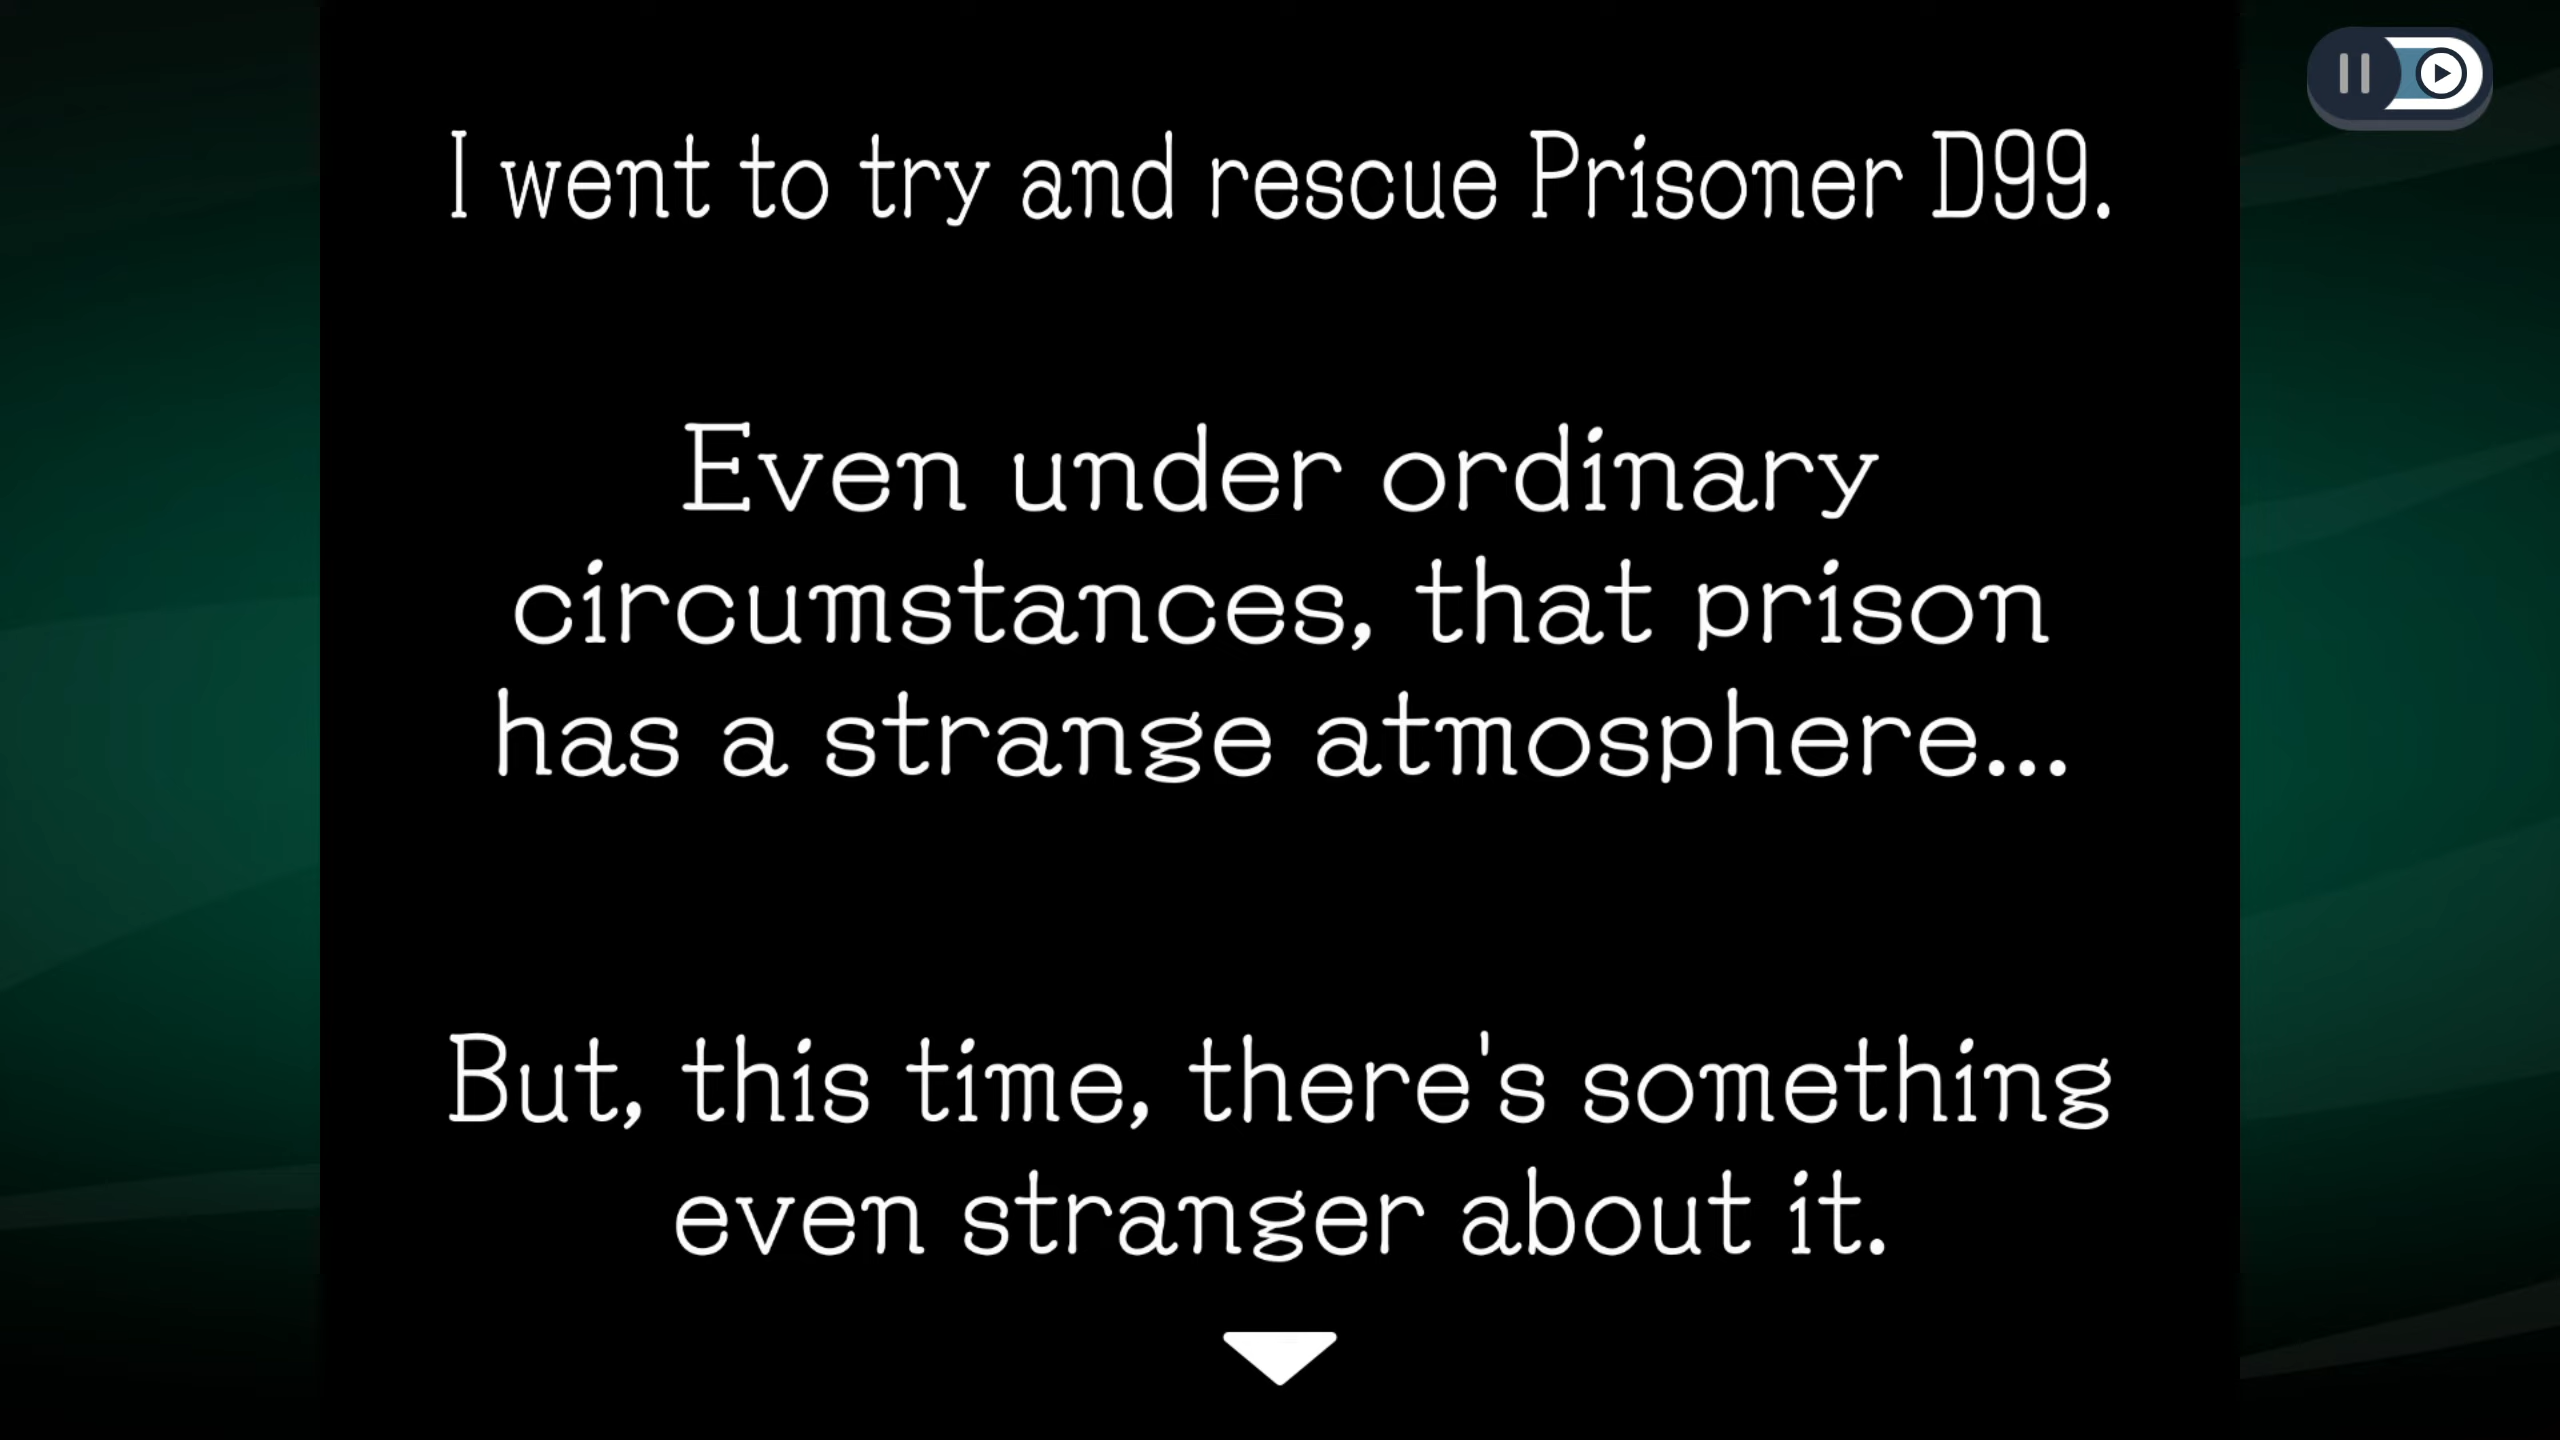 I went to try and rescue Prisoner D99.
Even under ordinary
circumstances, that prison
has a strange atmosphere...
But, this time, there's something
even stranger about it.